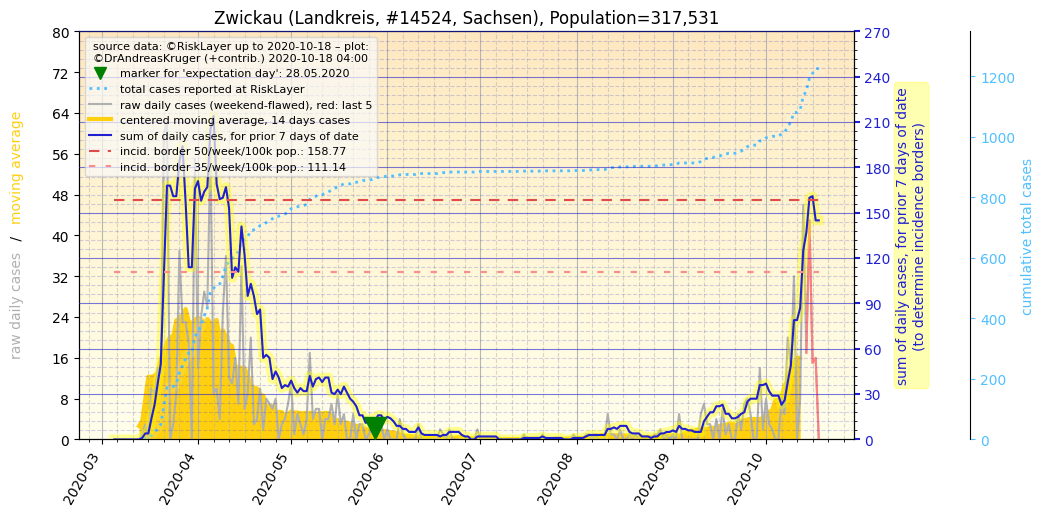 Zwickau (Landkreis, #14524, Sachsen), Population=317,531
source data: ©RiskLayer up to 2020-10-18 – plot:
©DrAndreasKruger (+contrib.) 2020-10-18 04:00
marker for 'expectation day': 28.05.2020
total cases reported at RiskLayer
raw daily cases (weekend-flawed), red: last 5
centered moving average, 14 days cases
sum of daily cases, for prior 7 days of date
incid. border 50/week/100k pop.: 158.77
incid. border 35/week/100k pop.: 111.14
raw daily cases / moving average
80
72
64
56
48
40
32
24
16
8
0
2020-03
2020-04
2020-05
2020-06
2020-07
2020-08
2020-09
2020-10
270
240
210
180
150
120
90
60
30
0
sum of daily cases, for prior 7 days of date
(to determine incidence borders)
1200
1000
800
600
400
200
0
cumulative total cases